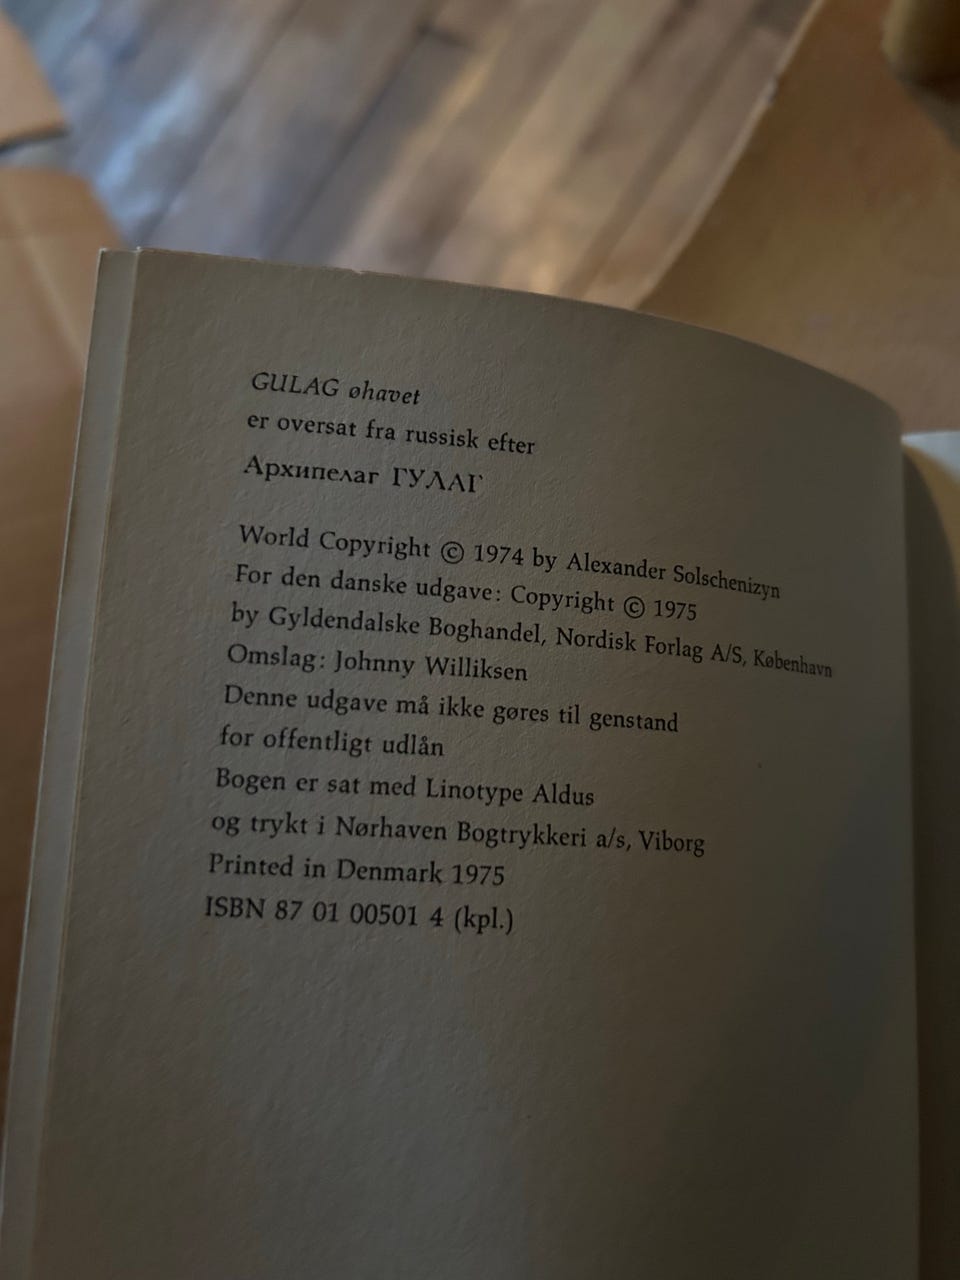 GULAG øhavet
er oversat fra russisk efter
Архипелаг ГУЛАГ
World Copyright © 1974 by Alexander Solschenizyn
For den danske udgave: Copyright © 1975
by Gyldendalske Boghandel, Nordisk Forlag A/S, København
Omslag: Johnny Williksen
Denne udgave må ikke gøres til genstand
for offentligt udlån
Bogen er sat med Linotype Aldus
og trykt i Nørhaven Bogtrykkeri a/s, Viborg
Printed in Denmark 1975
ISBN 87 01 00501 4 (kpl.)